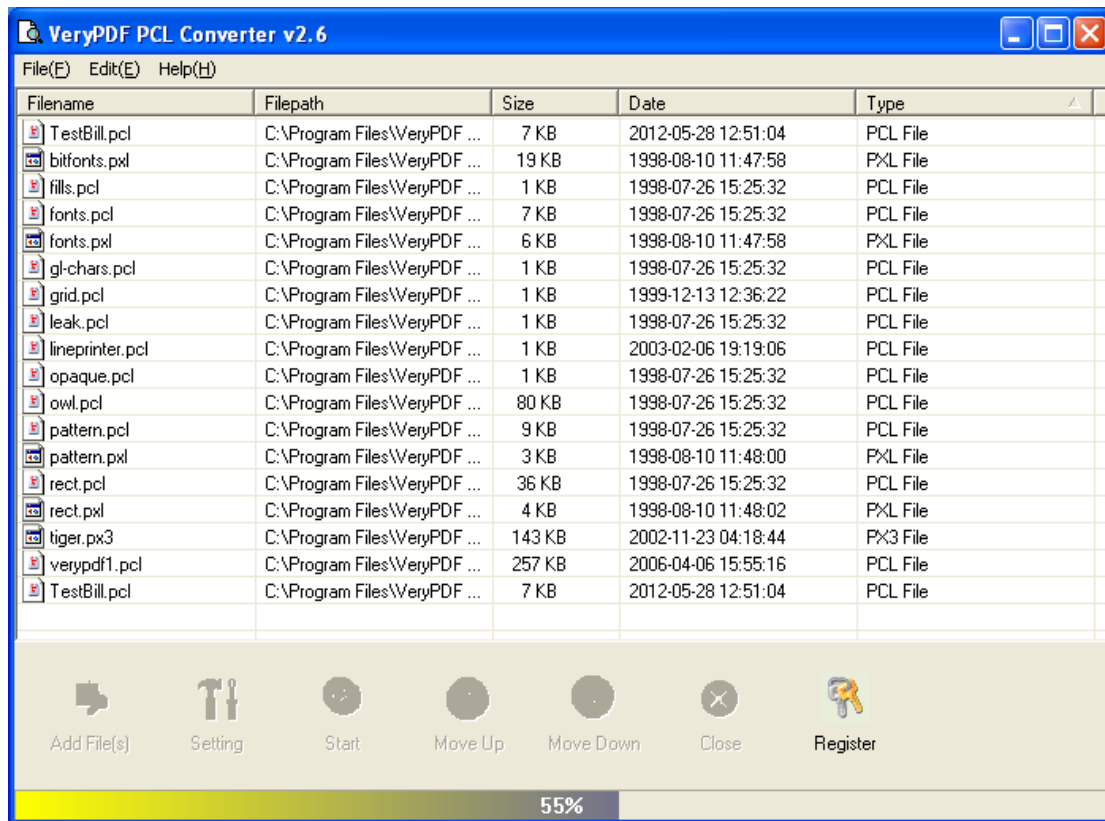 VeryPDF PCL Converter v2.6
File(F) Edit(E) Help(H)
Filename Filepath Size Date Type
TestBill.pcl C:\Program Files\VeryPDF ... 7 KB 2012-05-28 12:51:04 PCL File
bitfonts.pxl C:\Program Files\VeryPDF ... 19 KB 1998-08-10 11:47:58 PXL File
fills.pcl C:\Program Files\VeryPDF ... 1 KB 1998-07-26 15:25:32 PCL File
fonts.pcl C:\Program Files\VeryPDF ... 7 KB 1998-07-26 15:25:32 PCL File
fonts.pxl C:\Program Files\VeryPDF ... 6 KB 1998-08-10 11:47:58 PXL File
gl-chars.pcl C:\Program Files\VeryPDF ... 1 KB 1998-07-26 15:25:32 PCL File
grid.pcl C:\Program Files\VeryPDF ... 1 KB 1999-12-13 12:36:22 PCL File
leak.pcl C:\Program Files\VeryPDF ... 1 KB 1998-07-26 15:25:32 PCL File
lineprinter.pcl C:\Program Files\VeryPDF ... 1 KB 2003-02-06 19:19:06 PCL File
opaque.pcl C:\Program Files\VeryPDF ... 1 KB 1998-07-26 15:25:32 PCL File
owl.pcl C:\Program Files\VeryPDF ... 80 KB 1998-07-26 15:25:32 PCL File
pattern.pcl C:\Program Files\VeryPDF ... 9 KB 1998-07-26 15:25:32 PCL File
pattern.pxl C:\Program Files\VeryPDF ... 3 KB 1998-08-10 11:48:00 PXL File
rect.pcl C:\Program Files\VeryPDF ... 36 KB 1998-07-26 15:25:32 PCL File
rect.pxl C:\Program Files\VeryPDF ... 4 KB 1998-08-10 11:48:02 PXL File
tiger.px3 C:\Program Files\VeryPDF ... 143 KB 2002-11-23 04:18:44 PX3 File
verypdf1.pcl C:\Program Files\VeryPDF ... 257 KB 2006-04-06 15:55:16 PCL File
TestBill.pcl C:\Program Files\VeryPDF ... 7 KB 2012-05-28 12:51:04 PCL File
Add File(s) Setting Start Move Up Move Down Close Register
55%